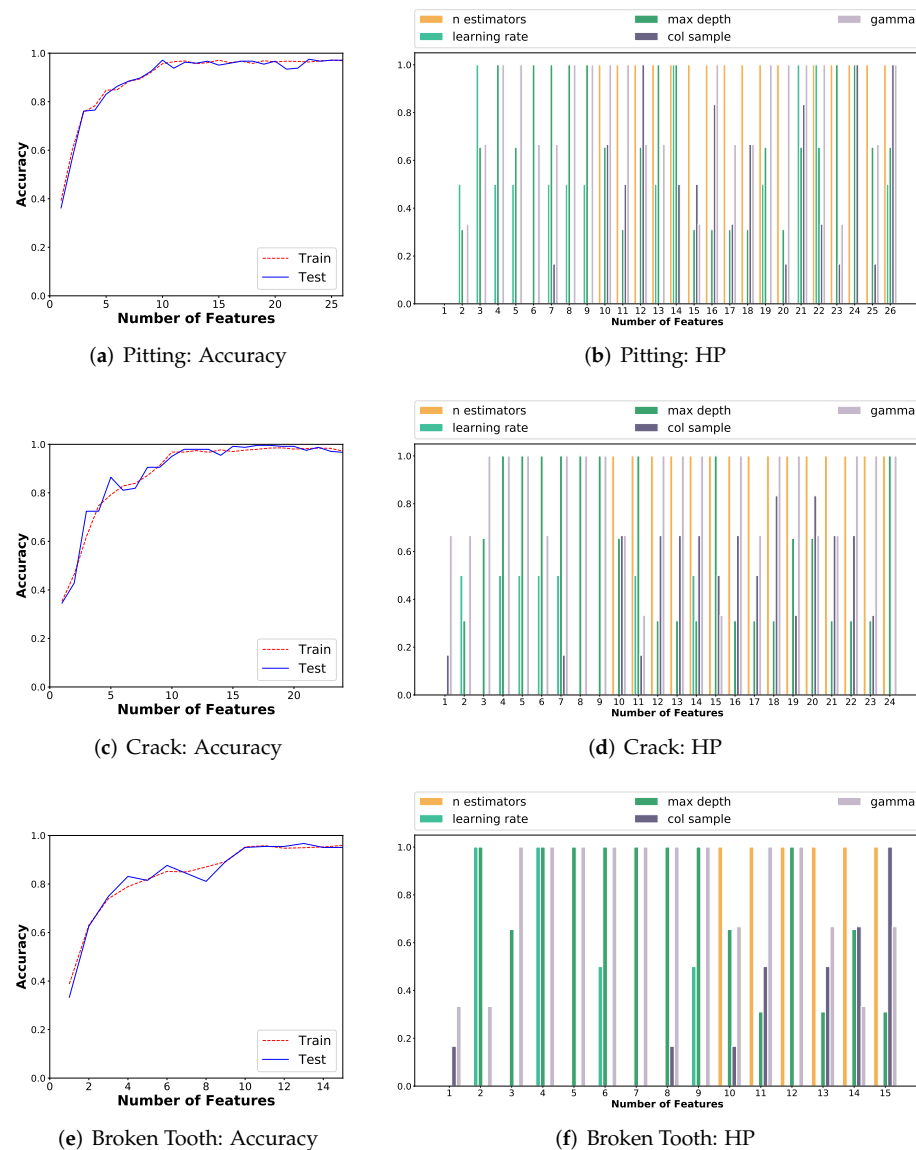 n estimators
max depth
gamma
learning rate
col sample
1.0
0.8
0.6
0.4
0.2
0.0
Accuracy
Train
Test
0 5 10 15 20 25
Number of Features
1.0
0.8
0.6
0.4
0.2
0.0
1 2 3 4 5 6 7 8 9 10 11 12 13 14 15 16 17 18 19 20 21 22 23 24 25 26
Number of Features
(a) Pitting: Accuracy
(b) Pitting: HP
n estimators
max depth
gamma
learning rate
col sample
1.0
0.8
0.6
0.4
0.2
0.0
Accuracy
Train
Test
0 5 10 15 20
Number of Features
1.0
0.8
0.6
0.4
0.2
0.0
1 2 3 4 5 6 7 8 9 10 11 12 13 14 15 16 17 18 19 20 21 22 23 24
Number of Features
(c) Crack: Accuracy
(d) Crack: HP
n estimators
max depth
gamma
learning rate
col sample
1.0
0.8
0.6
0.4
0.2
0.0
Accuracy
Train
Test
0 2 4 6 8 10 12 14
Number of Features
1.0
0.8
0.6
0.4
0.2
0.0
1 2 3 4 5 6 7 8 9 10 11 12 13 14 15
Number of Features
(e) Broken Tooth: Accuracy
(f) Broken Tooth: HP